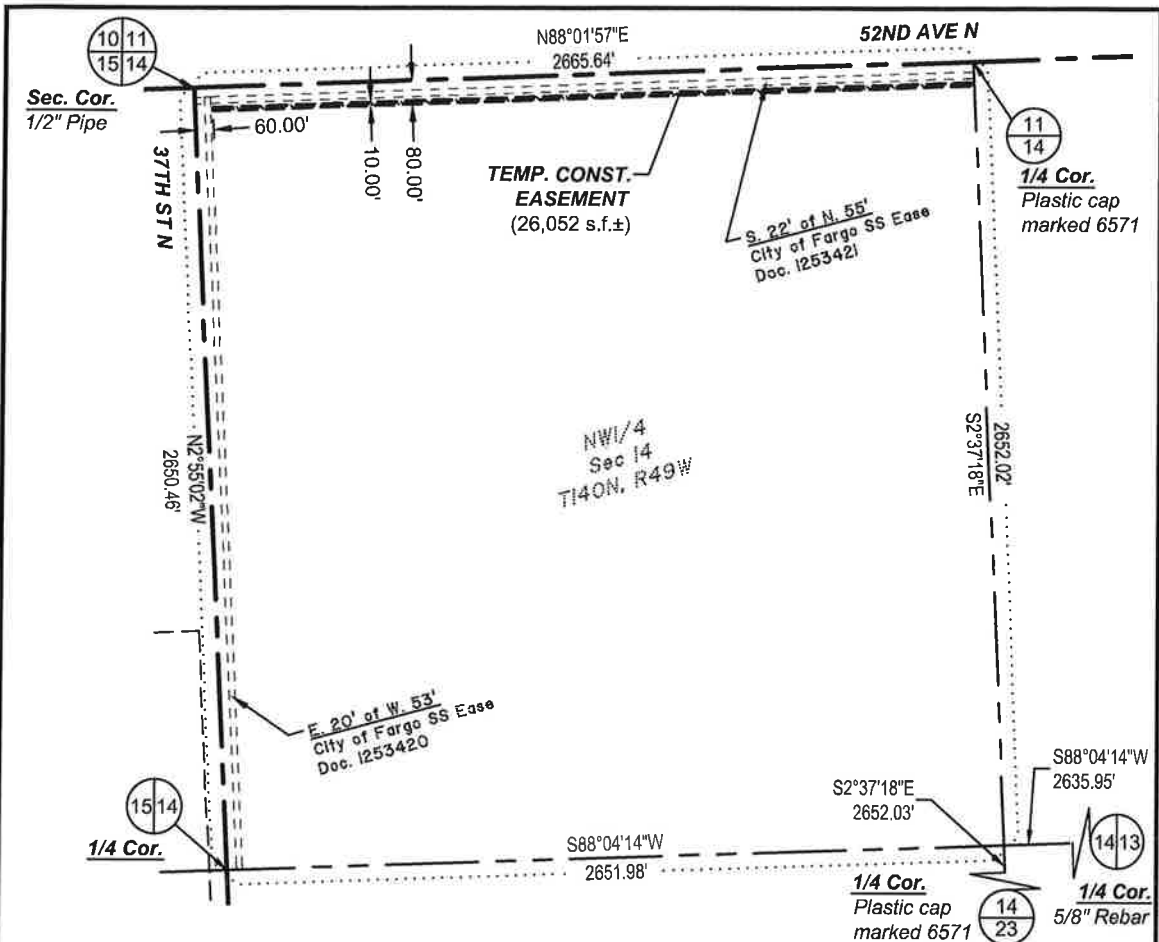 10 11
15 14
Sec. Cor.
1/2" Pipe
N88°01'57"E
2665.64'
52ND AVE N
11
14
1/4 Cor.
Plastic cap
marked 6571
60.00'
10.00'
80.00'
37TH ST N
TEMP. CONST.
EASEMENT
(26,052 s.f.±)
S. 22' of N. 55'
City of Fargo SS Ease
Doc. 1253421
N2°55'02"W
2650.46'
NW1/4
Sec 14
T140N, R49W
2652.02'
S2°37'18"E
E. 20' of W. 53'
City of Fargo SS Ease
Doc. 1253420
15 14
1/4 Cor.
S88°04'14"W
2651.98'
S2°37'18"E
2652.03'
S88°04'14"W
2635.95'
14 13
1/4 Cor.
5/8" Rebar
1/4 Cor.
Plastic cap
marked 6571
14
23